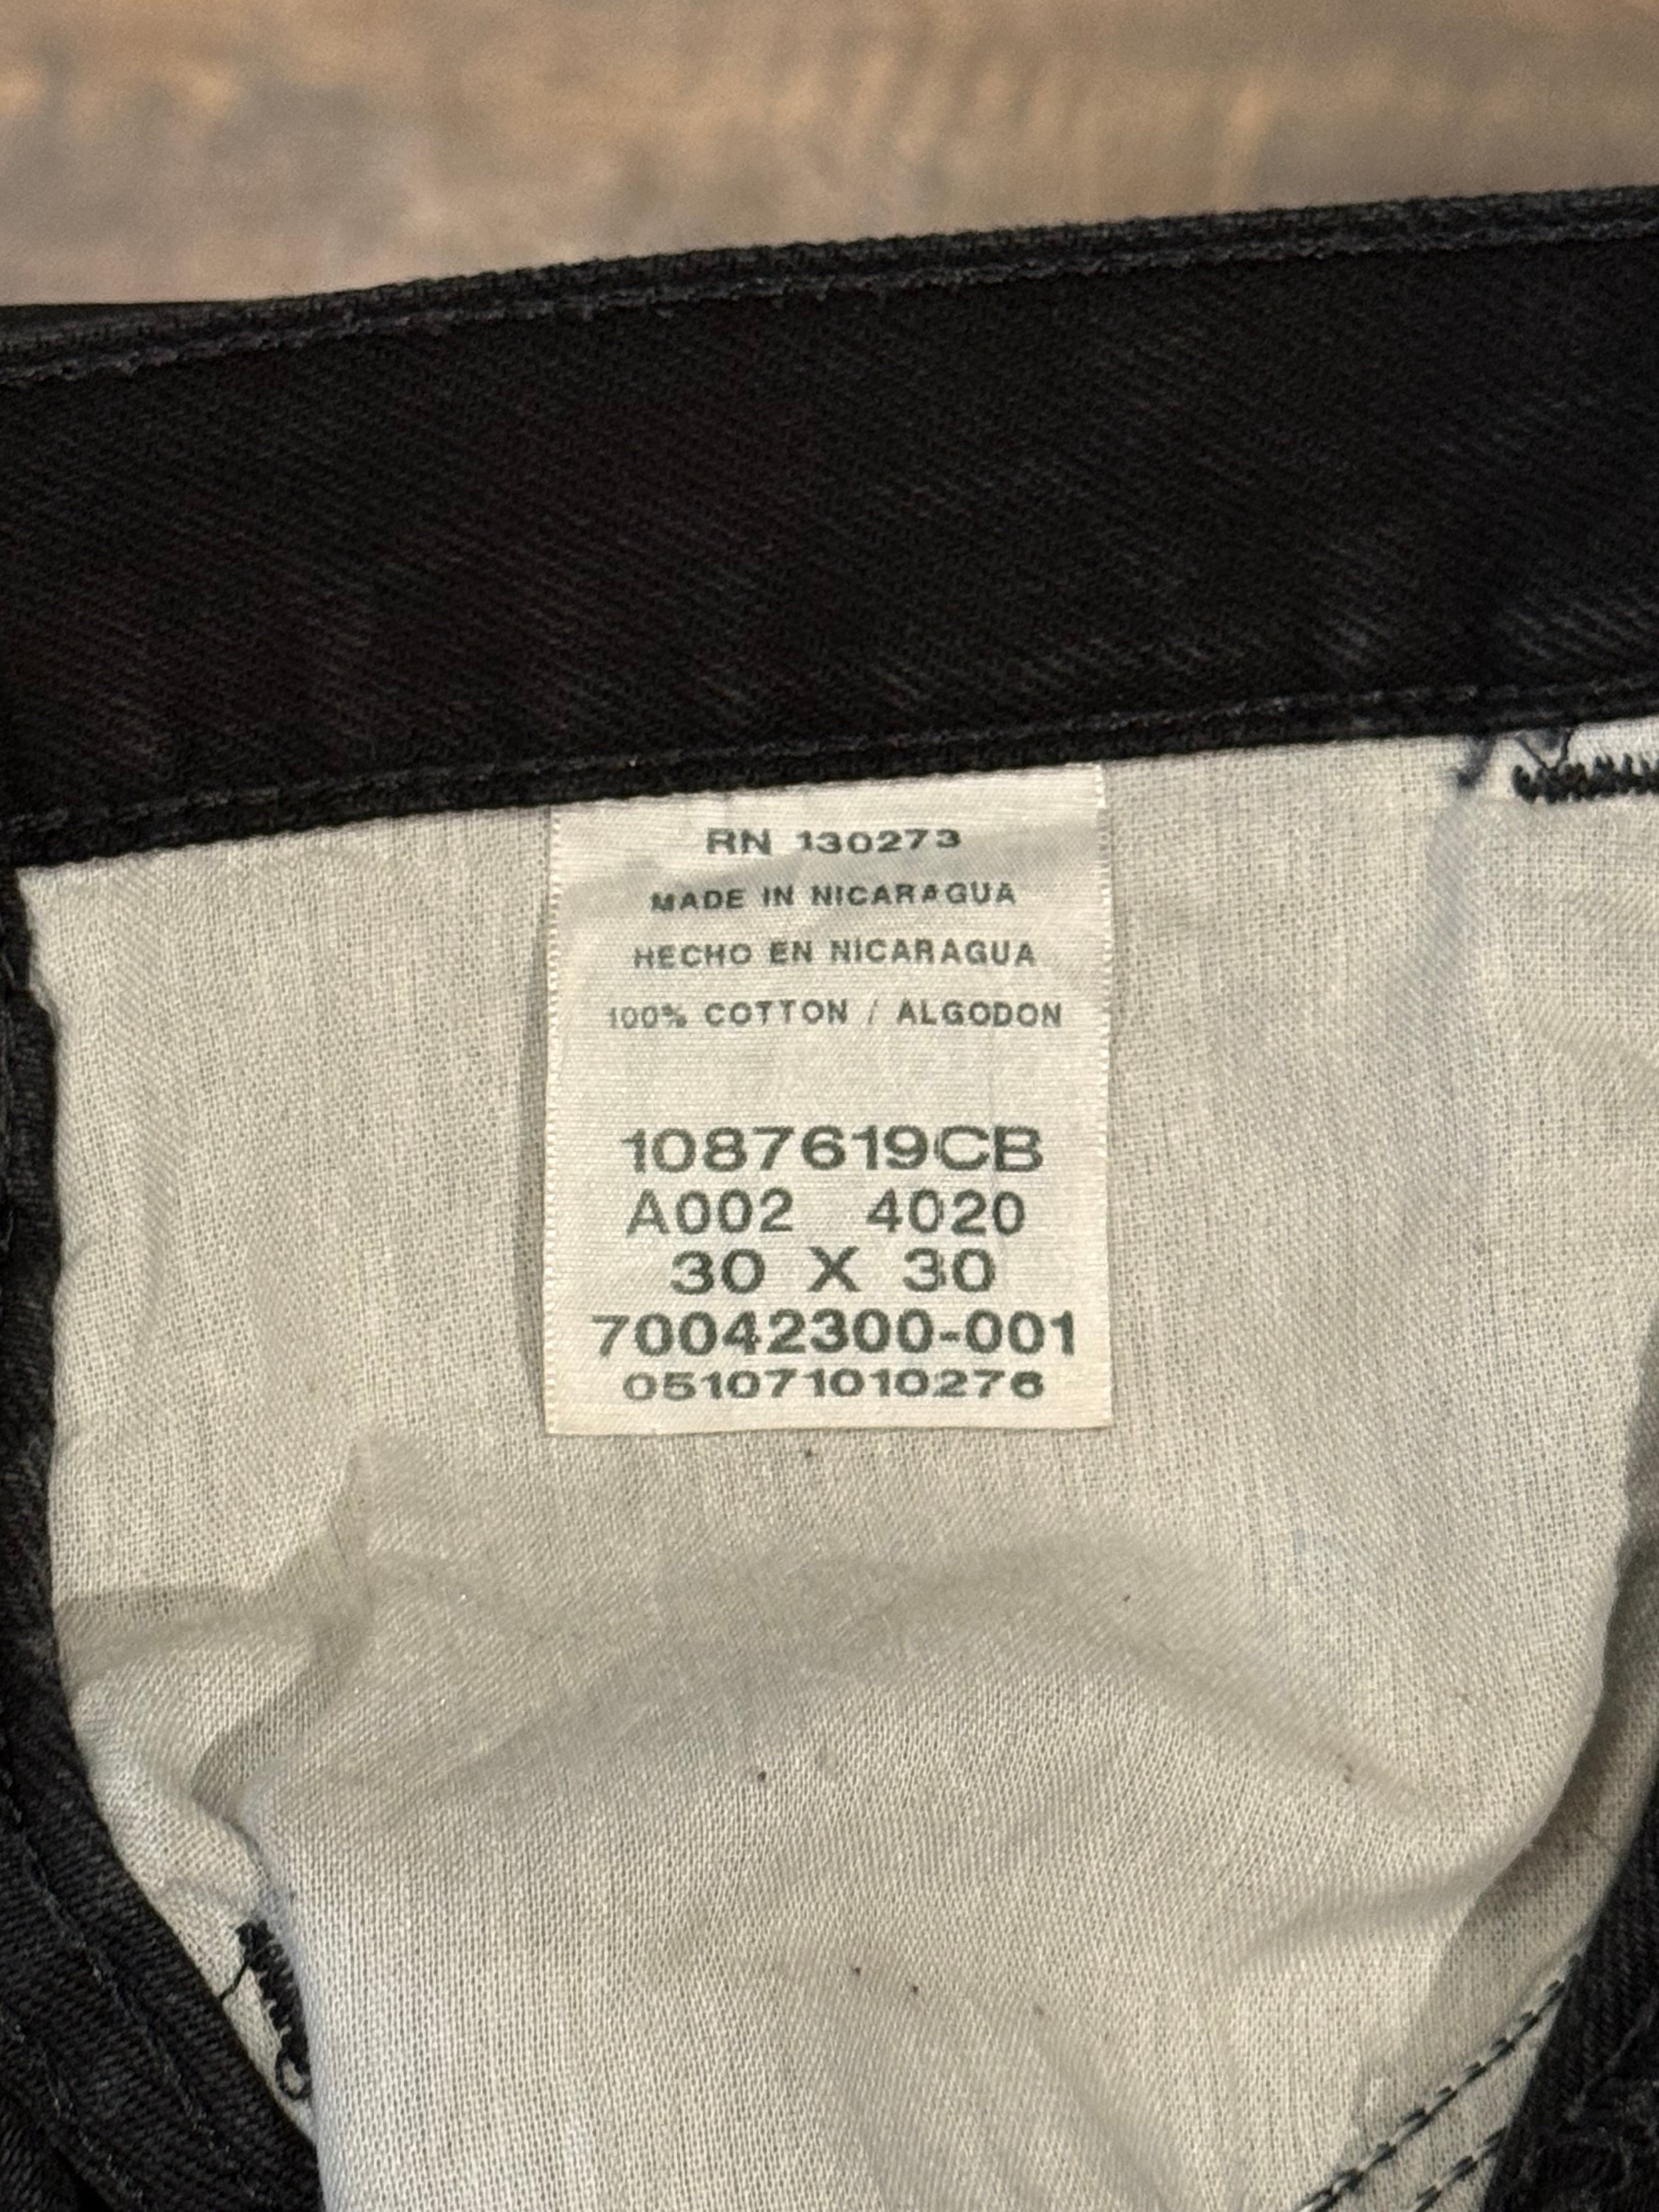 RN 130273
MADE IN NICARAGUA
HECHO EN NICARAGUA
100% COTTON / ALGODON
1087619CB
A002 4020
30 X 30
70042300-001
051071010276